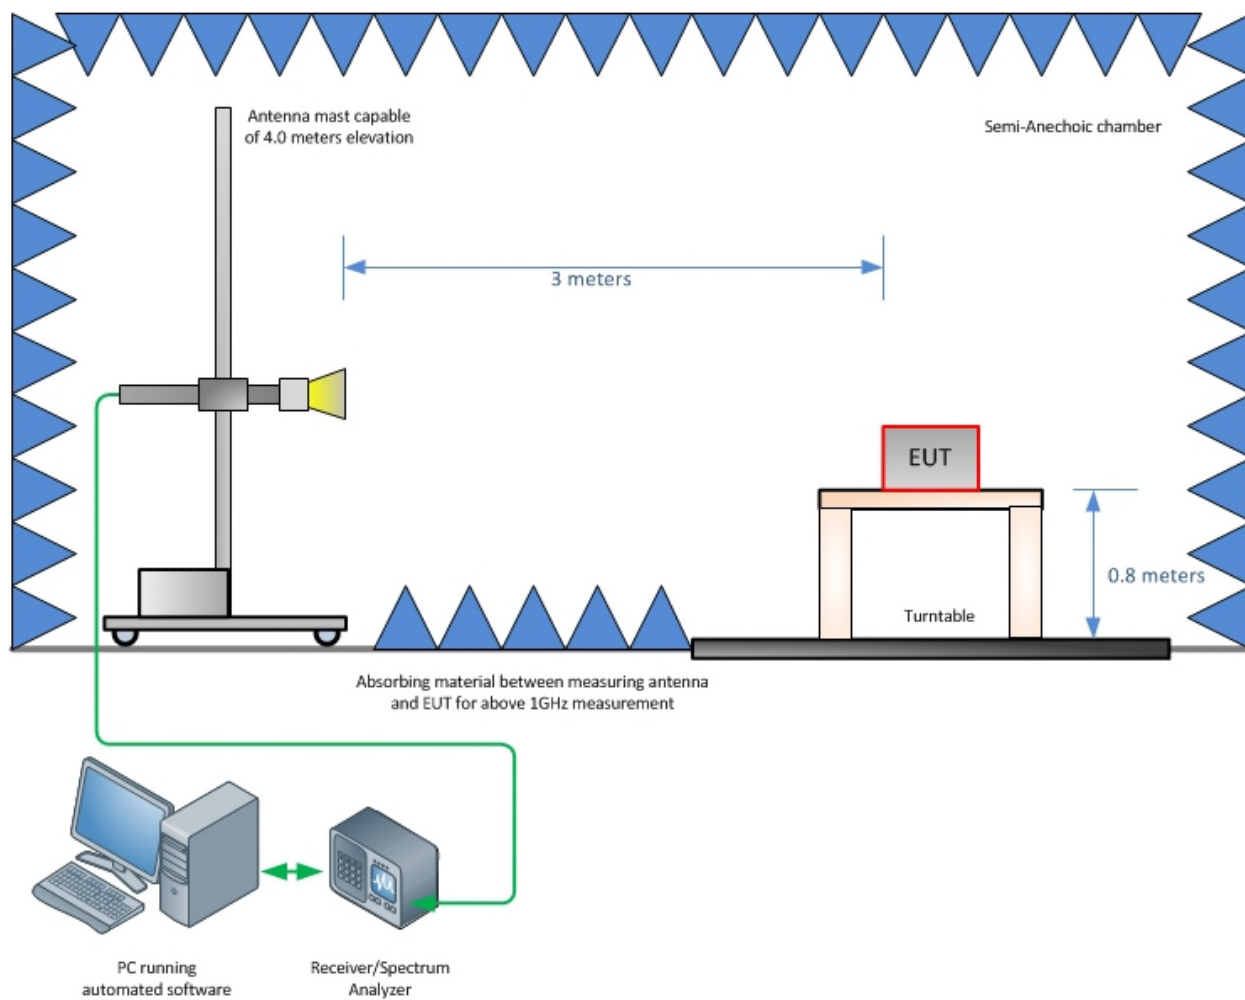 Antenna mast capable
of 4.0 meters elevation
Semi-Anechoic chamber
3 meters
EUT
0.8 meters
Turntable
Absorbing material between measuring antenna
and EUT for above 1GHz measurement
PC running
automated software
Receiver/Spectrum
Analyzer